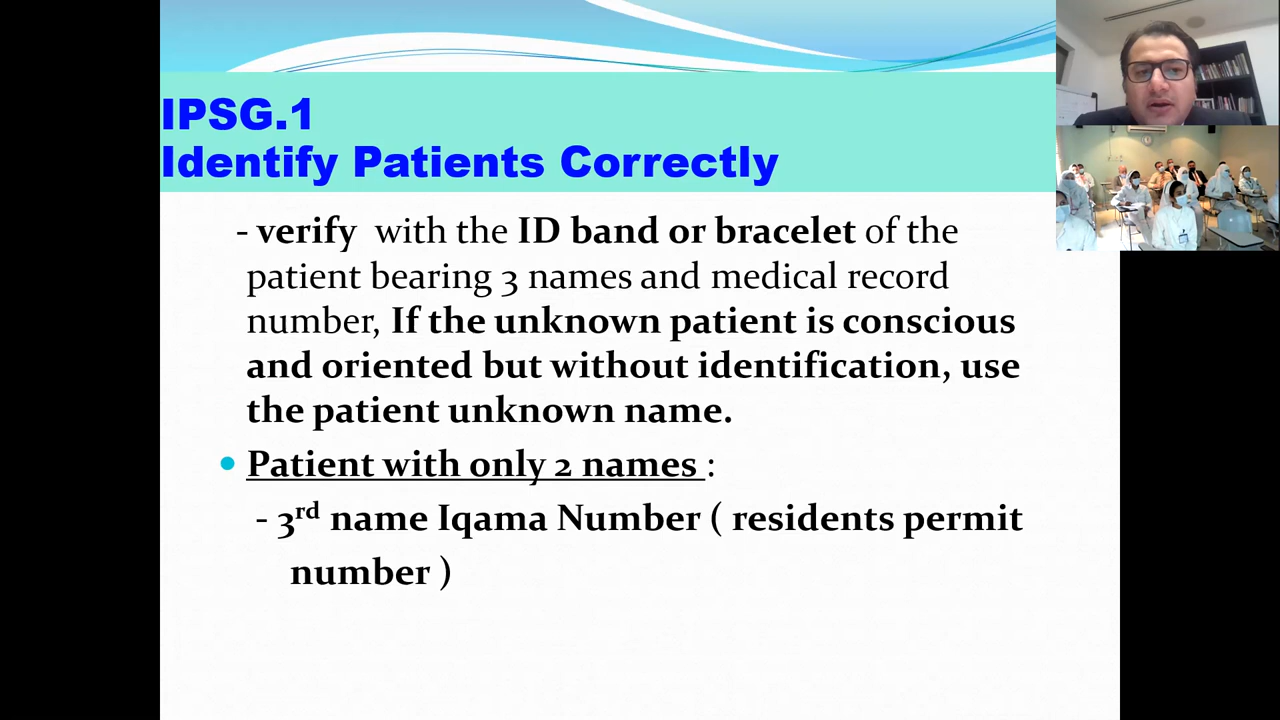 IPSG.1
Identify Patients Correctly
- verify with the ID band or bracelet of the
patient bearing 3 names and medical record
number, If the unknown patient is conscious
and oriented but without identification, use
the patient unknown name.
• Patient with only 2 names :
- 3rd name Iqama Number ( residents permit
number )